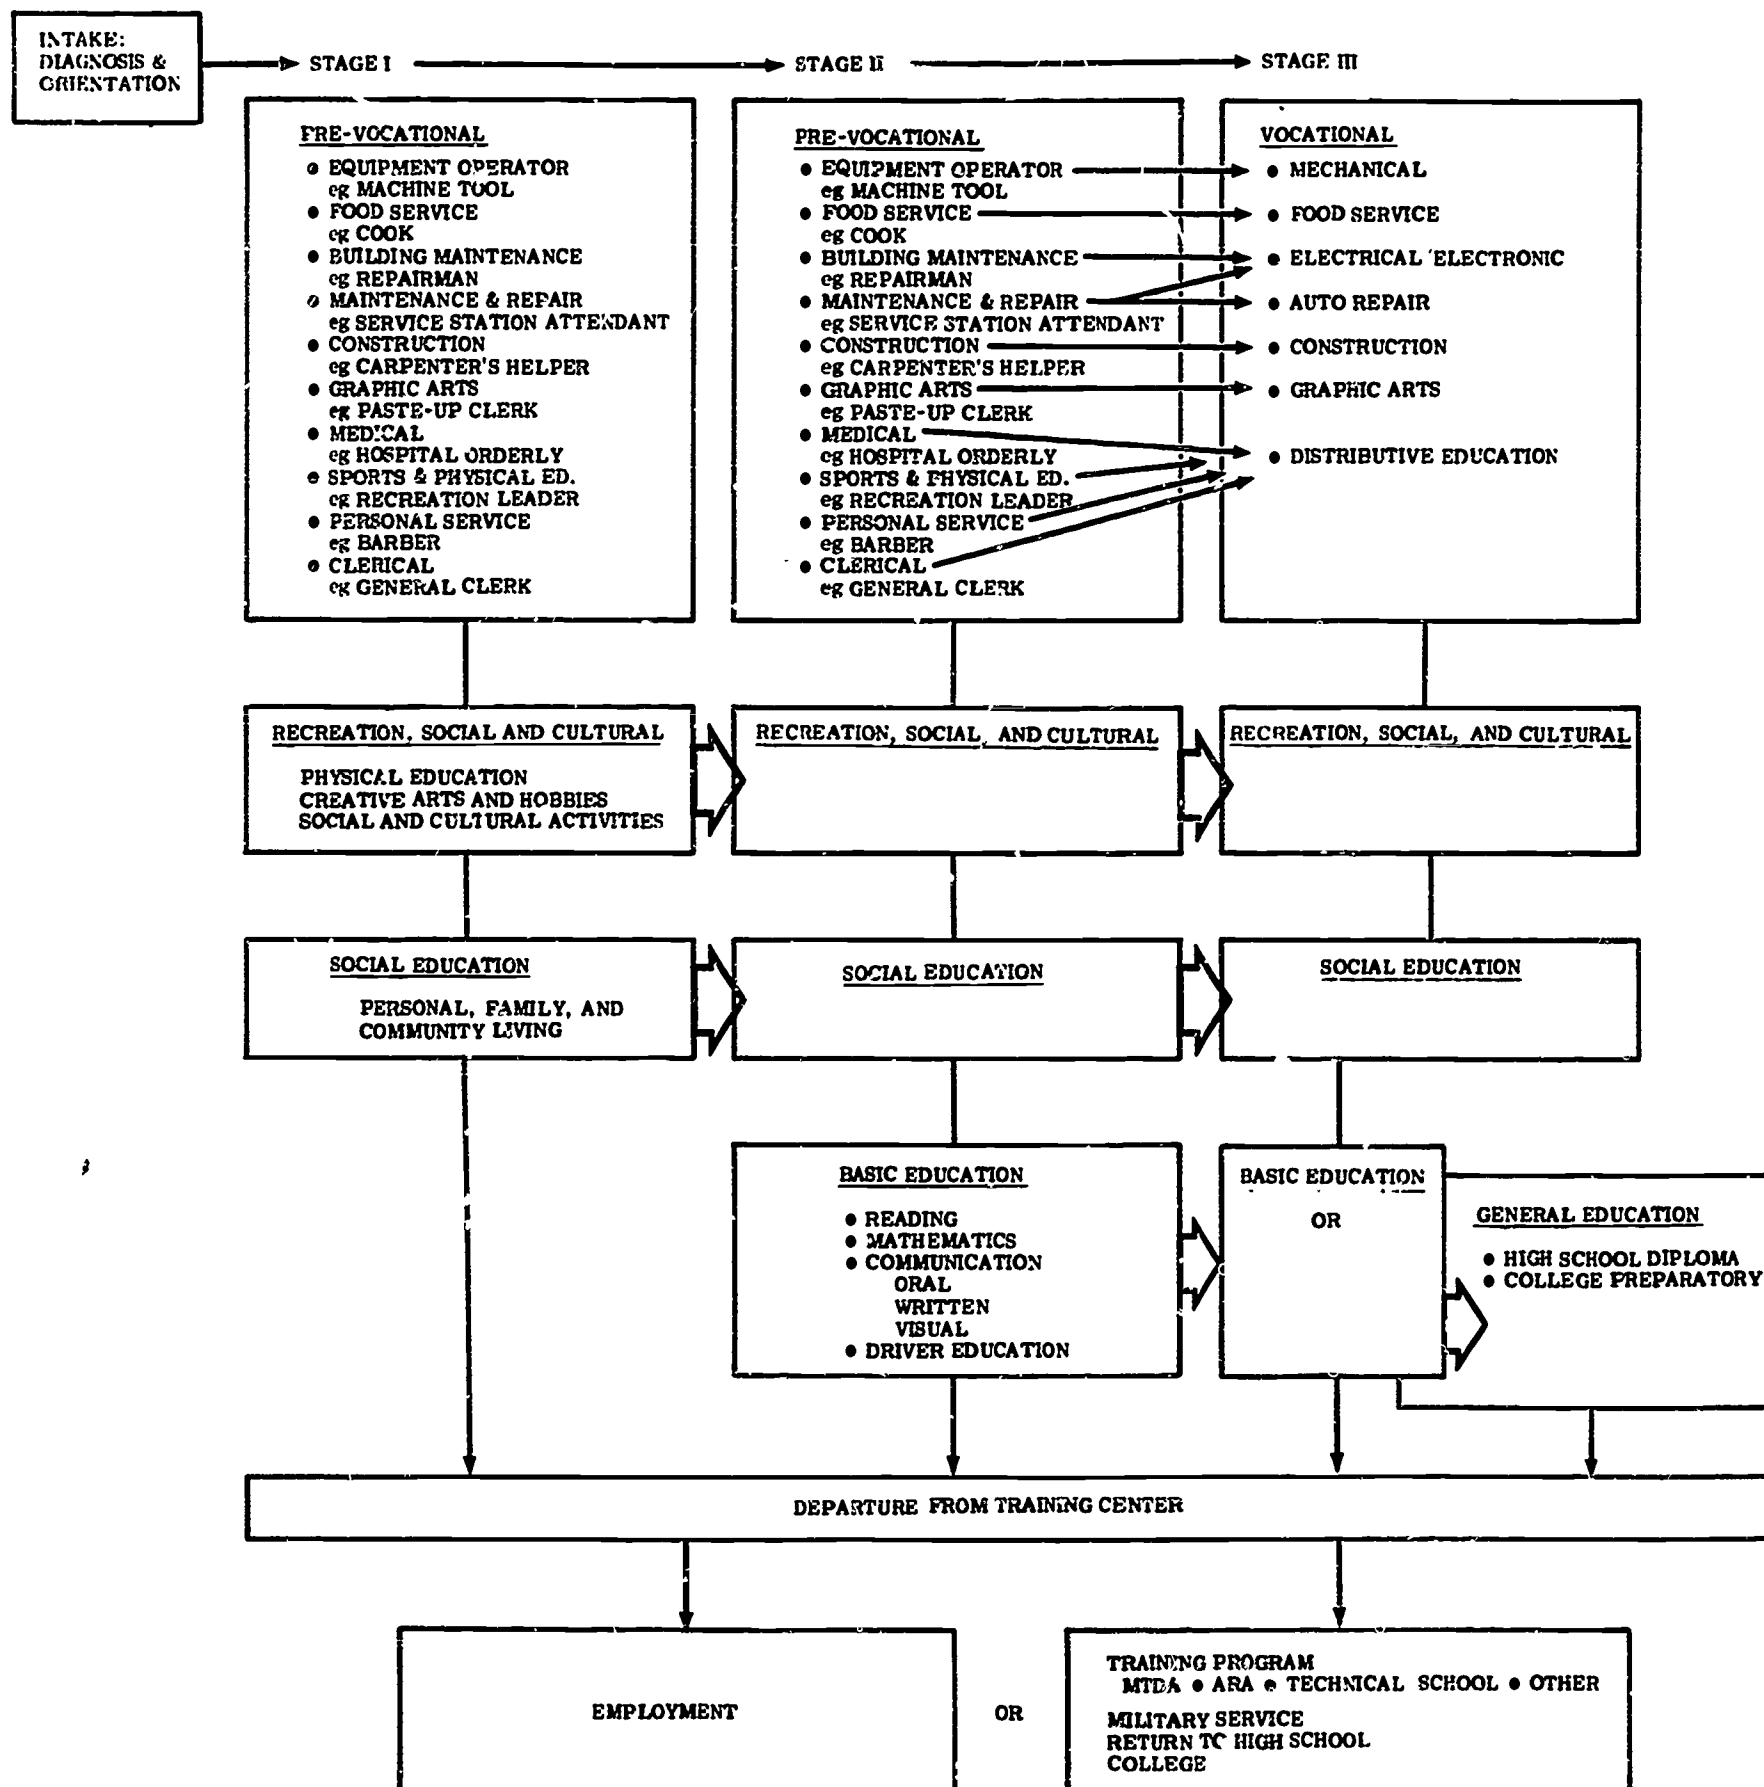 INTAKE:
DIAGNOSIS &
ORIENTATION
STAGE I
STAGE II
STAGE III
PRE-VOCATIONAL
● EQUIPMENT OPERATOR
eg MACHINE TOOL
● FOOD SERVICE
eg COOK
● BUILDING MAINTENANCE
eg REPAIRMAN
● MAINTENANCE & REPAIR
eg SERVICE STATION ATTENDANT
● CONSTRUCTION
eg CARPENTER'S HELPER
● GRAPHIC ARTS
eg PASTE-UP CLERK
● MEDICAL
eg HOSPITAL ORDERLY
● SPORTS & PHYSICAL ED.
eg RECREATION LEADER
● PERSONAL SERVICE
eg BARBER
● CLERICAL
eg GENERAL CLERK
PRE-VOCATIONAL
● EQUIPMENT OPERATOR
eg MACHINE TOOL
● FOOD SERVICE
eg COOK
● BUILDING MAINTENANCE
eg REPAIRMAN
● MAINTENANCE & REPAIR
eg SERVICE STATION ATTENDANT
● CONSTRUCTION
eg CARPENTER'S HELPER
● GRAPHIC ARTS
eg PASTE-UP CLERK
● MEDICAL
eg HOSPITAL ORDERLY
● SPORTS & PHYSICAL ED.
eg RECREATION LEADER
● PERSONAL SERVICE
eg BARBER
● CLERICAL
eg GENERAL CLERK
VOCATIONAL
● MECHANICAL
● FOOD SERVICE
● ELECTRICAL/ELECTRONIC
● AUTO REPAIR
● CONSTRUCTION
● GRAPHIC ARTS
● DISTRIBUTIVE EDUCATION
RECREATION, SOCIAL AND CULTURAL
PHYSICAL EDUCATION
CREATIVE ARTS AND HOBBIES
SOCIAL AND CULTURAL ACTIVITIES
RECREATION, SOCIAL, AND CULTURAL
RECREATION, SOCIAL, AND CULTURAL
SOCIAL EDUCATION
PERSONAL, FAMILY, AND
COMMUNITY LIVING
SOCIAL EDUCATION
SOCIAL EDUCATION
BASIC EDUCATION
● READING
● MATHEMATICS
● COMMUNICATION
ORAL
WRITTEN
VISUAL
● DRIVER EDUCATION
BASIC EDUCATION
OR
GENERAL EDUCATION
● HIGH SCHOOL DIPLOMA
● COLLEGE PREPARATORY
DEPARTURE FROM TRAINING CENTER
EMPLOYMENT
OR
TRAINING PROGRAM
MTDA ● ARA ● TECHNICAL SCHOOL ● OTHER
MILITARY SERVICE
RETURN TO HIGH SCHOOL
COLLEGE